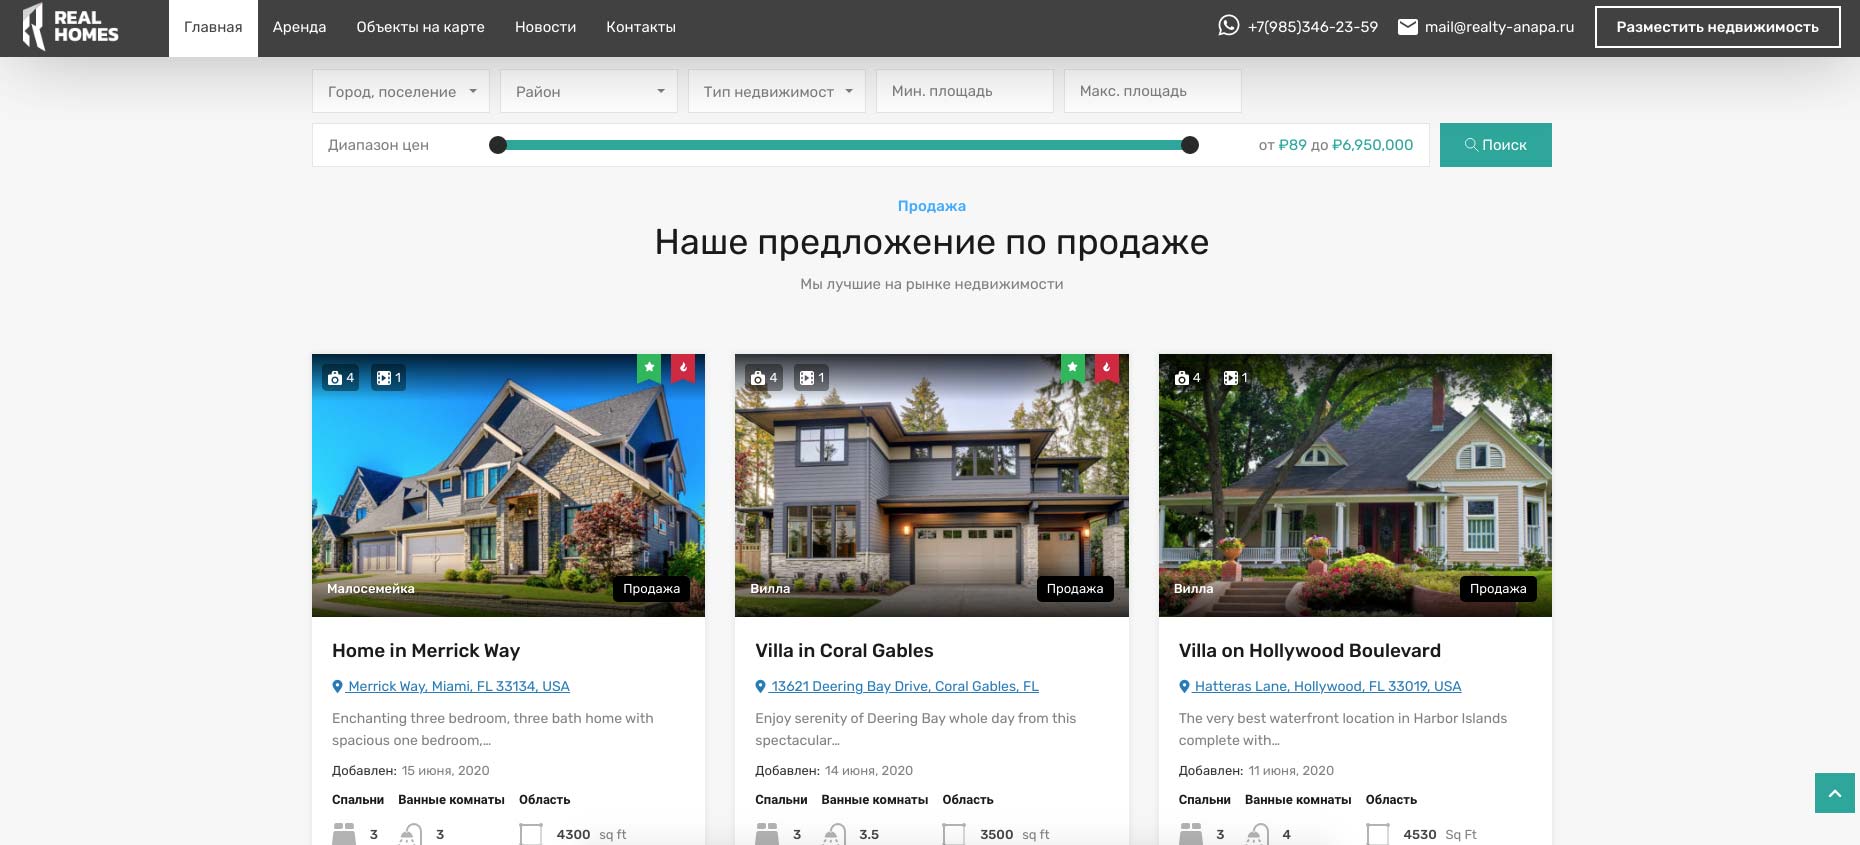 REAL HOMES
Главная
Аренда
Объекты на карте
Новости
Контакты
+7(985)346-23-59
mail@realty-anapa.ru
Разместить недвижимость
Город, поселение
Район
Тип недвижимост
Мин. площадь
Макс. площадь
Диапазон цен
от ₽89 до ₽6,950,000
Поиск
Продажа
Наше предложение по продаже
Мы лучшие на рынке недвижимости
4 1
Малосемейка
Продажа
Home in Merrick Way
Merrick Way, Miami, FL 33134, USA
Enchanting three bedroom, three bath home with
spacious one bedroom,...
Добавлен: 15 июня, 2020
Спальни Ванные комнаты Область
3 3 4300 sq ft
4 1
Вилла
Продажа
Villa in Coral Gables
13621 Deering Bay Drive, Coral Gables, FL
Enjoy serenity of Deering Bay whole day from this
spectacular...
Добавлен: 14 июня, 2020
Спальни Ванные комнаты Область
3 3.5 3500 sq ft
4 1
Вилла
Продажа
Villa on Hollywood Boulevard
Hatteras Lane, Hollywood, FL 33019, USA
The very best waterfront location in Harbor Islands
complete with...
Добавлен: 11 июня, 2020
Спальни Ванные комнаты Область
3 4 4530 Sq Ft